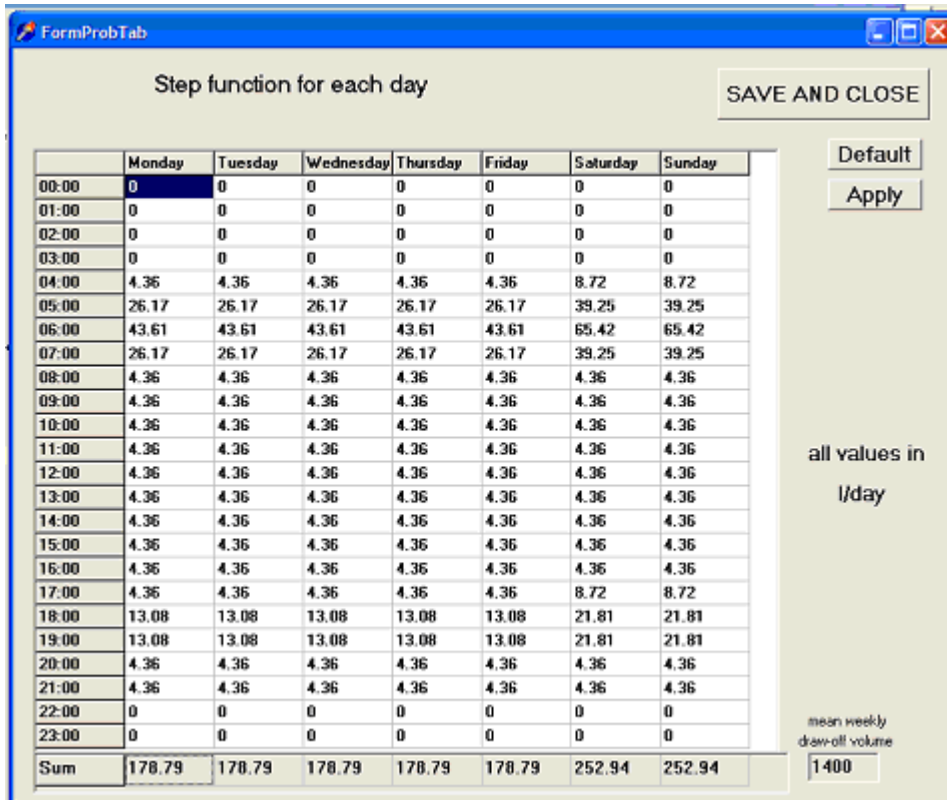 FormProbTab
Step function for each day
SAVE AND CLOSE
Default
Apply
Monday Tuesday Wednesday Thursday Friday Saturday Sunday
00:00 0 0 0 0 0 0 0
01:00 0 0 0 0 0 0 0
02:00 0 0 0 0 0 0 0
03:00 0 0 0 0 0 0 0
04:00 4.36 4.36 4.36 4.36 4.36 8.72 8.72
05:00 26.17 26.17 26.17 26.17 26.17 39.25 39.25
06:00 43.61 43.61 43.61 43.61 43.61 65.42 65.42
07:00 26.17 26.17 26.17 26.17 26.17 39.25 39.25
08:00 4.36 4.36 4.36 4.36 4.36 4.36 4.36
09:00 4.36 4.36 4.36 4.36 4.36 4.36 4.36
10:00 4.36 4.36 4.36 4.36 4.36 4.36 4.36
11:00 4.36 4.36 4.36 4.36 4.36 4.36 4.36
12:00 4.36 4.36 4.36 4.36 4.36 4.36 4.36
13:00 4.36 4.36 4.36 4.36 4.36 4.36 4.36
14:00 4.36 4.36 4.36 4.36 4.36 4.36 4.36
15:00 4.36 4.36 4.36 4.36 4.36 4.36 4.36
16:00 4.36 4.36 4.36 4.36 4.36 4.36 4.36
17:00 4.36 4.36 4.36 4.36 4.36 8.72 8.72
18:00 13.08 13.08 13.08 13.08 13.08 21.81 21.81
19:00 13.08 13.08 13.08 13.08 13.08 21.81 21.81
20:00 4.36 4.36 4.36 4.36 4.36 4.36 4.36
21:00 4.36 4.36 4.36 4.36 4.36 4.36 4.36
22:00 0 0 0 0 0 0 0
23:00 0 0 0 0 0 0 0
Sum 178.79 178.79 178.79 178.79 178.79 252.94 252.94
all values in
l/day
mean weekly
draw-off volume
1400